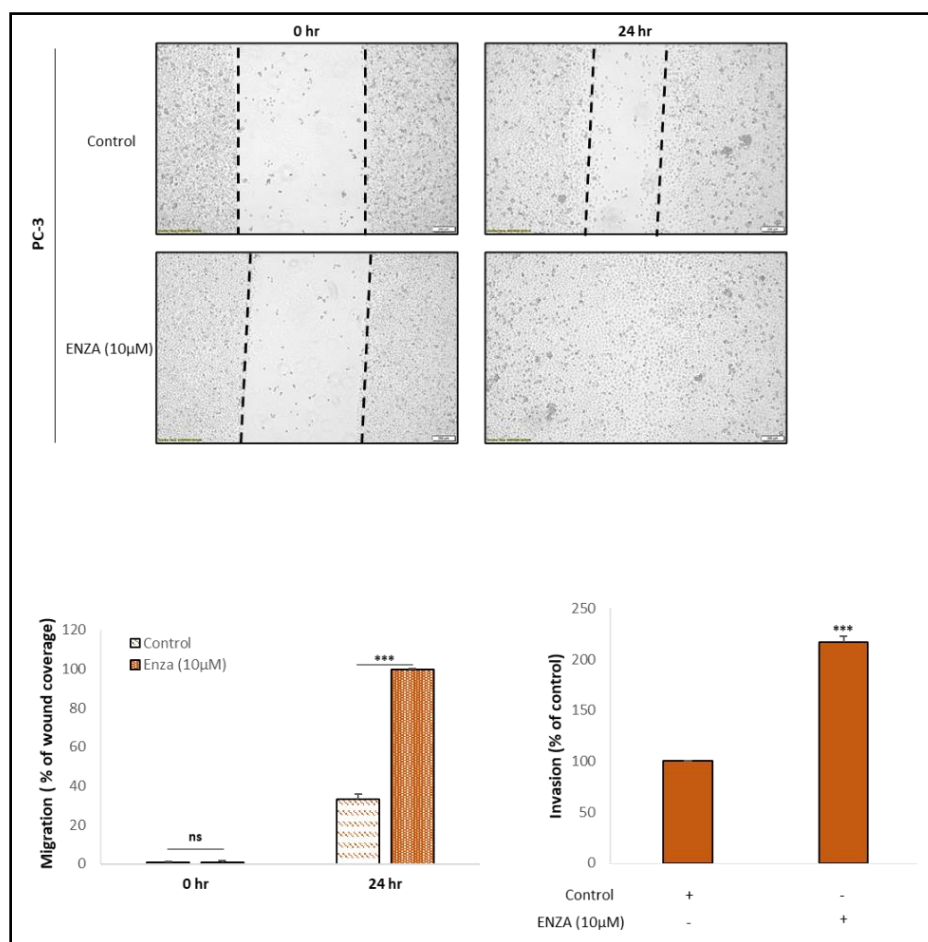 0 hr
24 hr
Control
PC-3
ENZA (10µM)
Migration ( % of wound coverage)
120
100
80
60
40
20
0
Control
Enza (10µM)
ns
***
0 hr
24 hr
Invasion (% of control)
250
200
150
100
50
0
***
Control + -
ENZA (10µM) - +